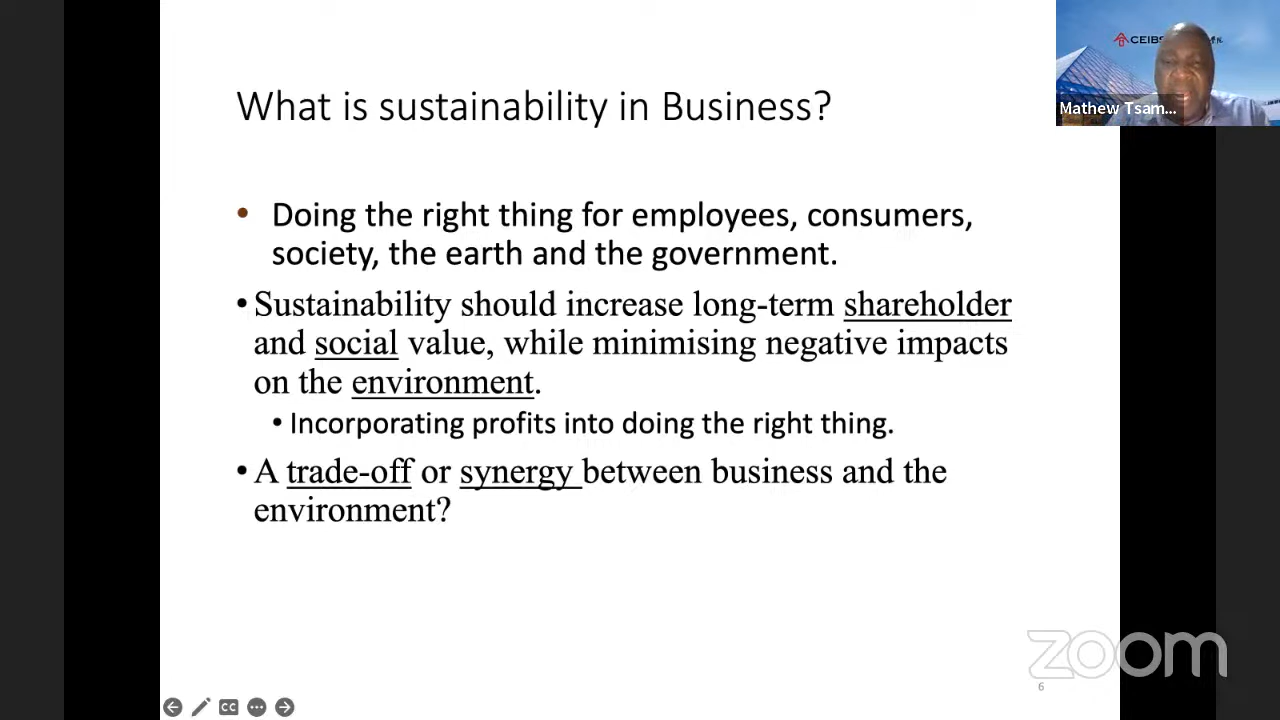 CEIBS
Mathew Tsam...
What is sustainability in Business?
• Doing the right thing for employees, consumers,
society, the earth and the government.
• Sustainability should increase long-term shareholder
and social value, while minimising negative impacts
on the environment.
• Incorporating profits into doing the right thing.
• A trade-off or synergy between business and the
environment?
zoom
6
CC